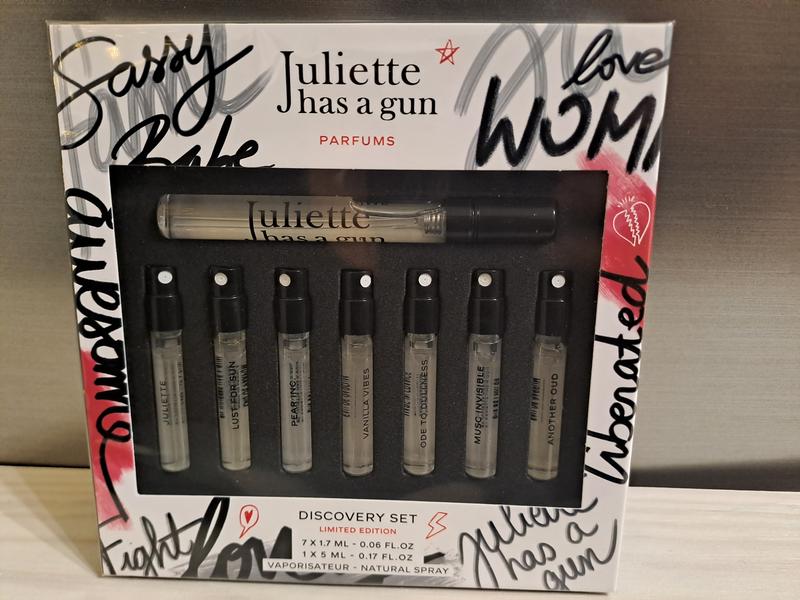 Sassy
Babe
Juliette
has a gun
PARFUMS
love
WOMA
awesome
Juliette
has a gun
JULIETTE
LUST FOR SUN
PEAR INC.
VANILLA VIBES
ODE TO DULLNESS
MUSC INVISIBLE
ANOTHER OUD
liberated
Fight
love
DISCOVERY SET
LIMITED EDITION
7 X 1.7 ML - 0.06 FL.OZ
1 X 5 ML - 0.17 FL.OZ
VAPORISATEUR - NATURAL SPRAY
Juliette
has a
gun